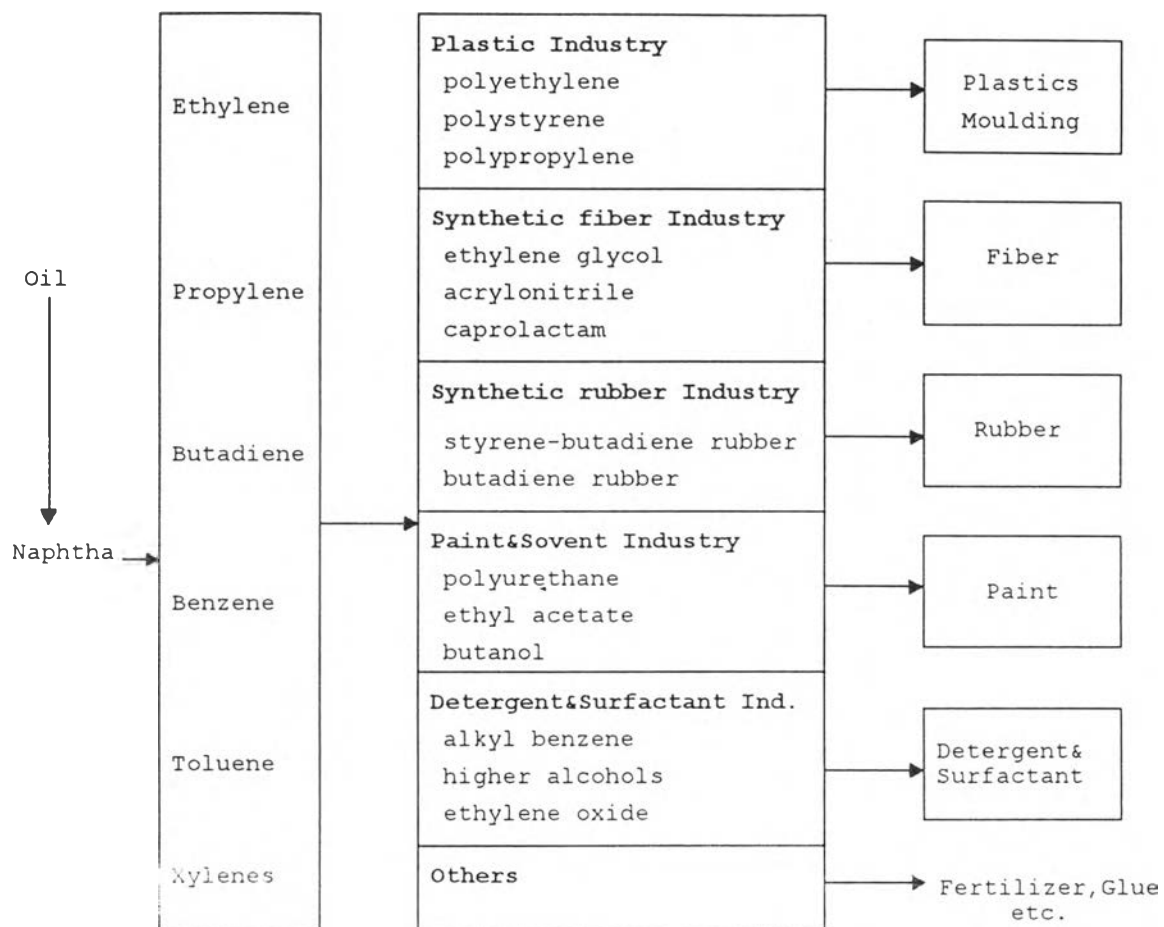 Oil
Naphtha
Ethylene
Propylene
Butadiene
Benzene
Toluene
Xylenes
Plastic Industry
polyethylene
polystyrene
polypropylene
Synthetic fiber Industry
ethylene glycol
acrylonitrile
caprolactam
Synthetic rubber Industry
styrene-butadiene rubber
butadiene rubber
Paint&Sovent Industry
polyurethane
ethyl acetate
butanol
Detergent&Surfactant Ind.
alkyl benzene
higher alcohols
ethylene oxide
Others
Plastics
Moulding
Fiber
Rubber
Paint
Detergent&
Surfactant
Fertilizer,Glue
etc.